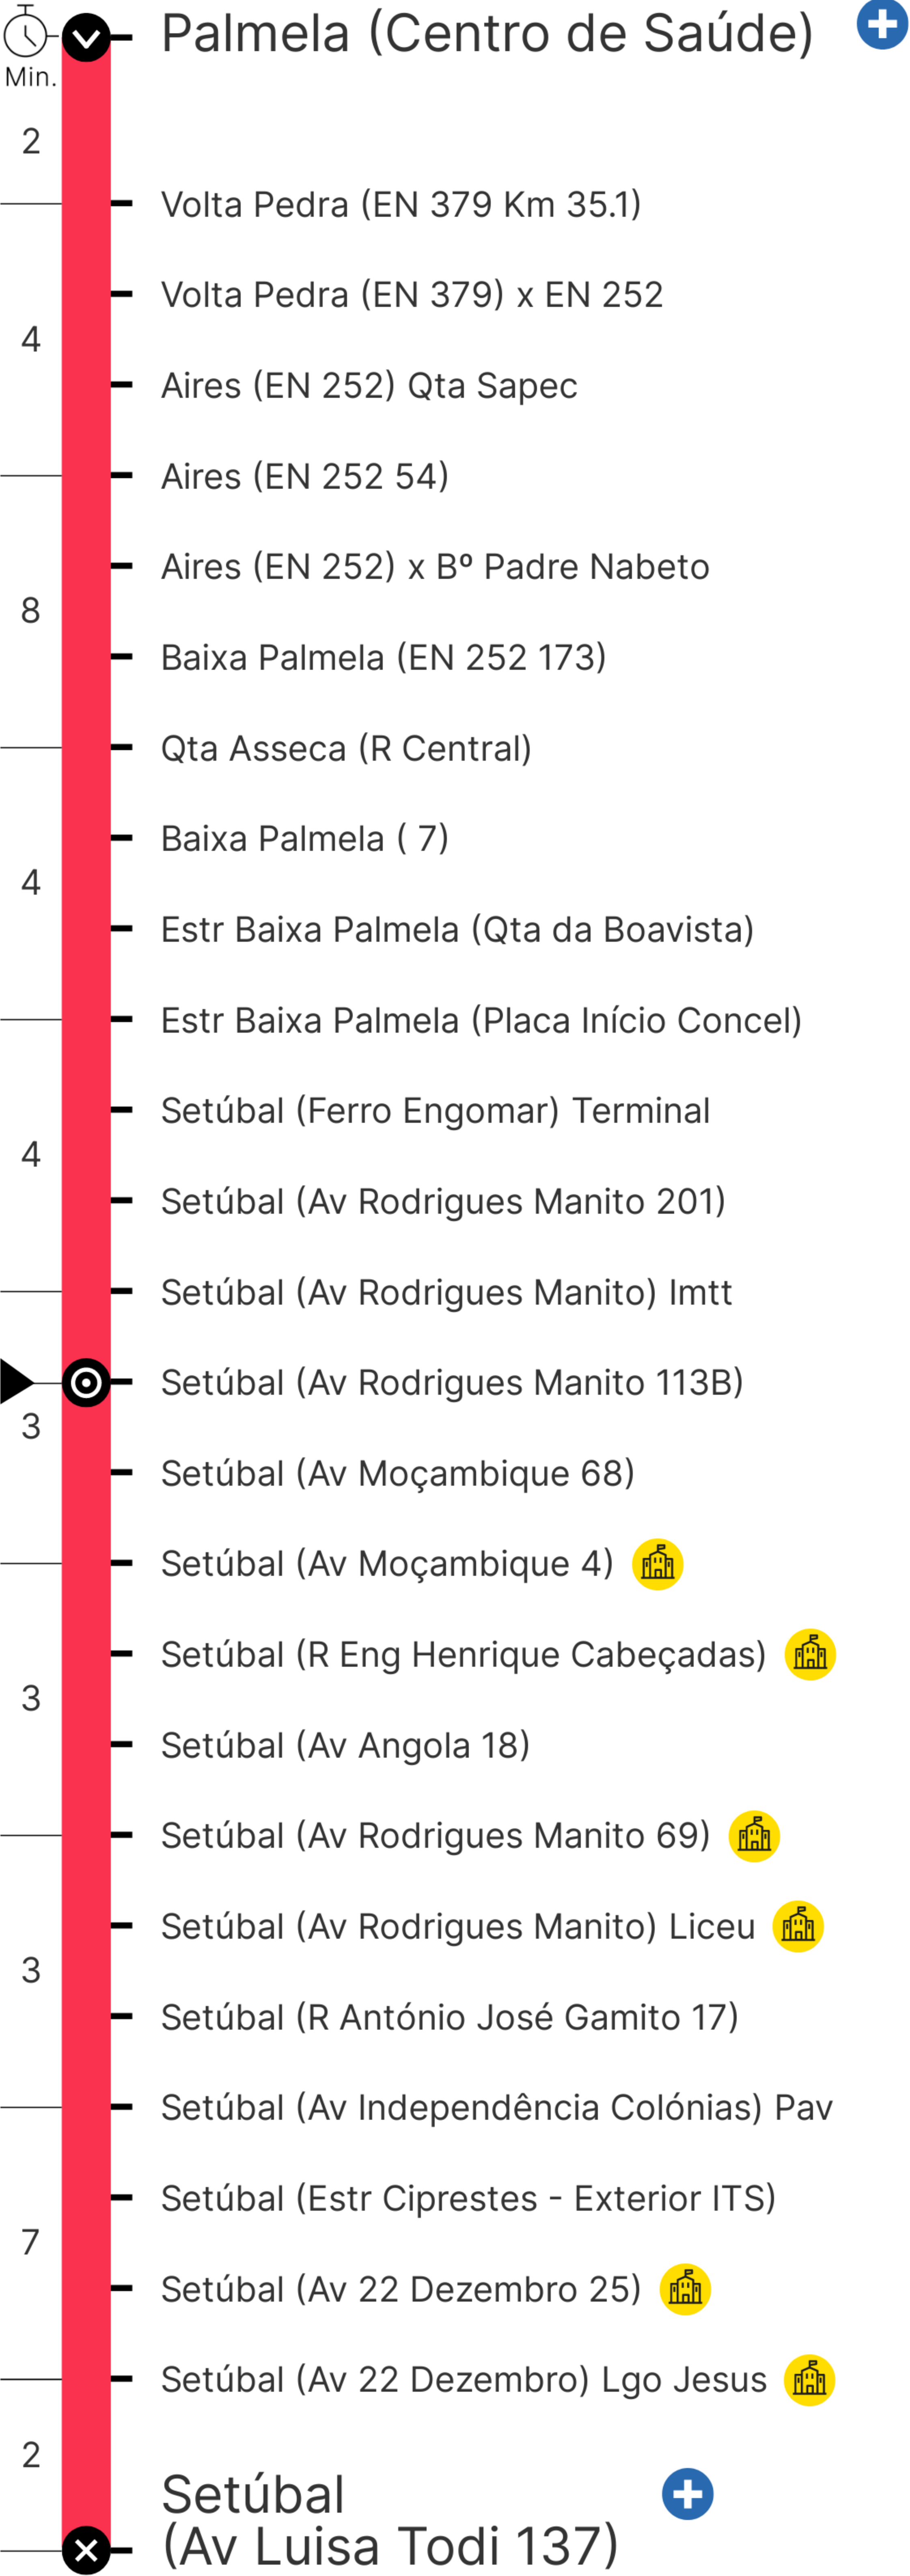 Palmela (Centro de Saúde)
Min.
2
Volta Pedra (EN 379 Km 35.1)
Volta Pedra (EN 379) x EN 252
4
Aires (EN 252) Qta Sapec
Aires (EN 252 54)
Aires (EN 252) x Bº Padre Nabeto
8
Baixa Palmela (EN 252 173)
Qta Asseca (R Central)
Baixa Palmela ( 7)
4
Estr Baixa Palmela (Qta da Boavista)
Estr Baixa Palmela (Placa Início Concel)
Setúbal (Ferro Engomar) Terminal
4
Setúbal (Av Rodrigues Manito 201)
Setúbal (Av Rodrigues Manito) Imtt
Setúbal (Av Rodrigues Manito 113B)
3
Setúbal (Av Moçambique 68)
Setúbal (Av Moçambique 4)
Setúbal (R Eng Henrique Cabeçadas)
3
Setúbal (Av Angola 18)
Setúbal (Av Rodrigues Manito 69)
Setúbal (Av Rodrigues Manito) Liceu
3
Setúbal (R António José Gamito 17)
Setúbal (Av Independência Colónias) Pav
Setúbal (Estr Ciprestes - Exterior ITS)
7
Setúbal (Av 22 Dezembro 25)
Setúbal (Av 22 Dezembro) Lgo Jesus
2
Setúbal
(Av Luisa Todi 137)